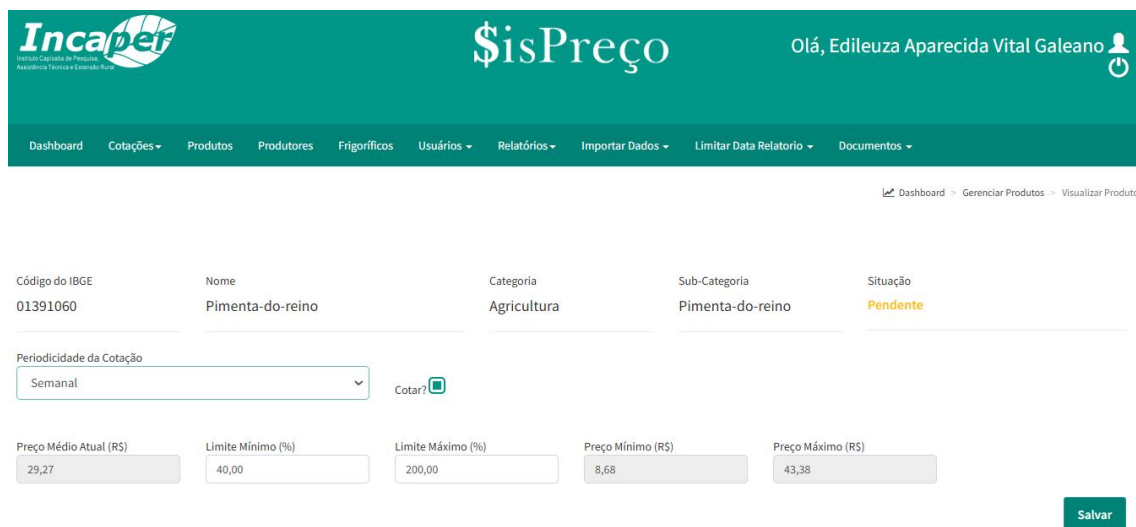 Incaper
Instituto Capixaba de Pesquisa,
Assistência Técnica e Extensão Rural
$isPreço
Olá, Edileuza Aparecida Vital Galeano
Dashboard Cotações Produtos Produtores Frigoríficos Usuários Relatórios Importar Dados Limitar Data Relatorio Documentos
Dashboard > Gerenciar Produtos > Visualizar Produto
Código do IBGE Nome Categoria Sub-Categoria Situação
01391060 Pimenta-do-reino Agricultura Pimenta-do-reino Pendente
Periodicidade da Cotação
Semanal Cotar?
Preço Médio Atual (R$) Limite Mínimo (%) Limite Máximo (%) Preço Mínimo (R$) Preço Máximo (R$)
29,27 40,00 200,00 8,68 43,38
Salvar